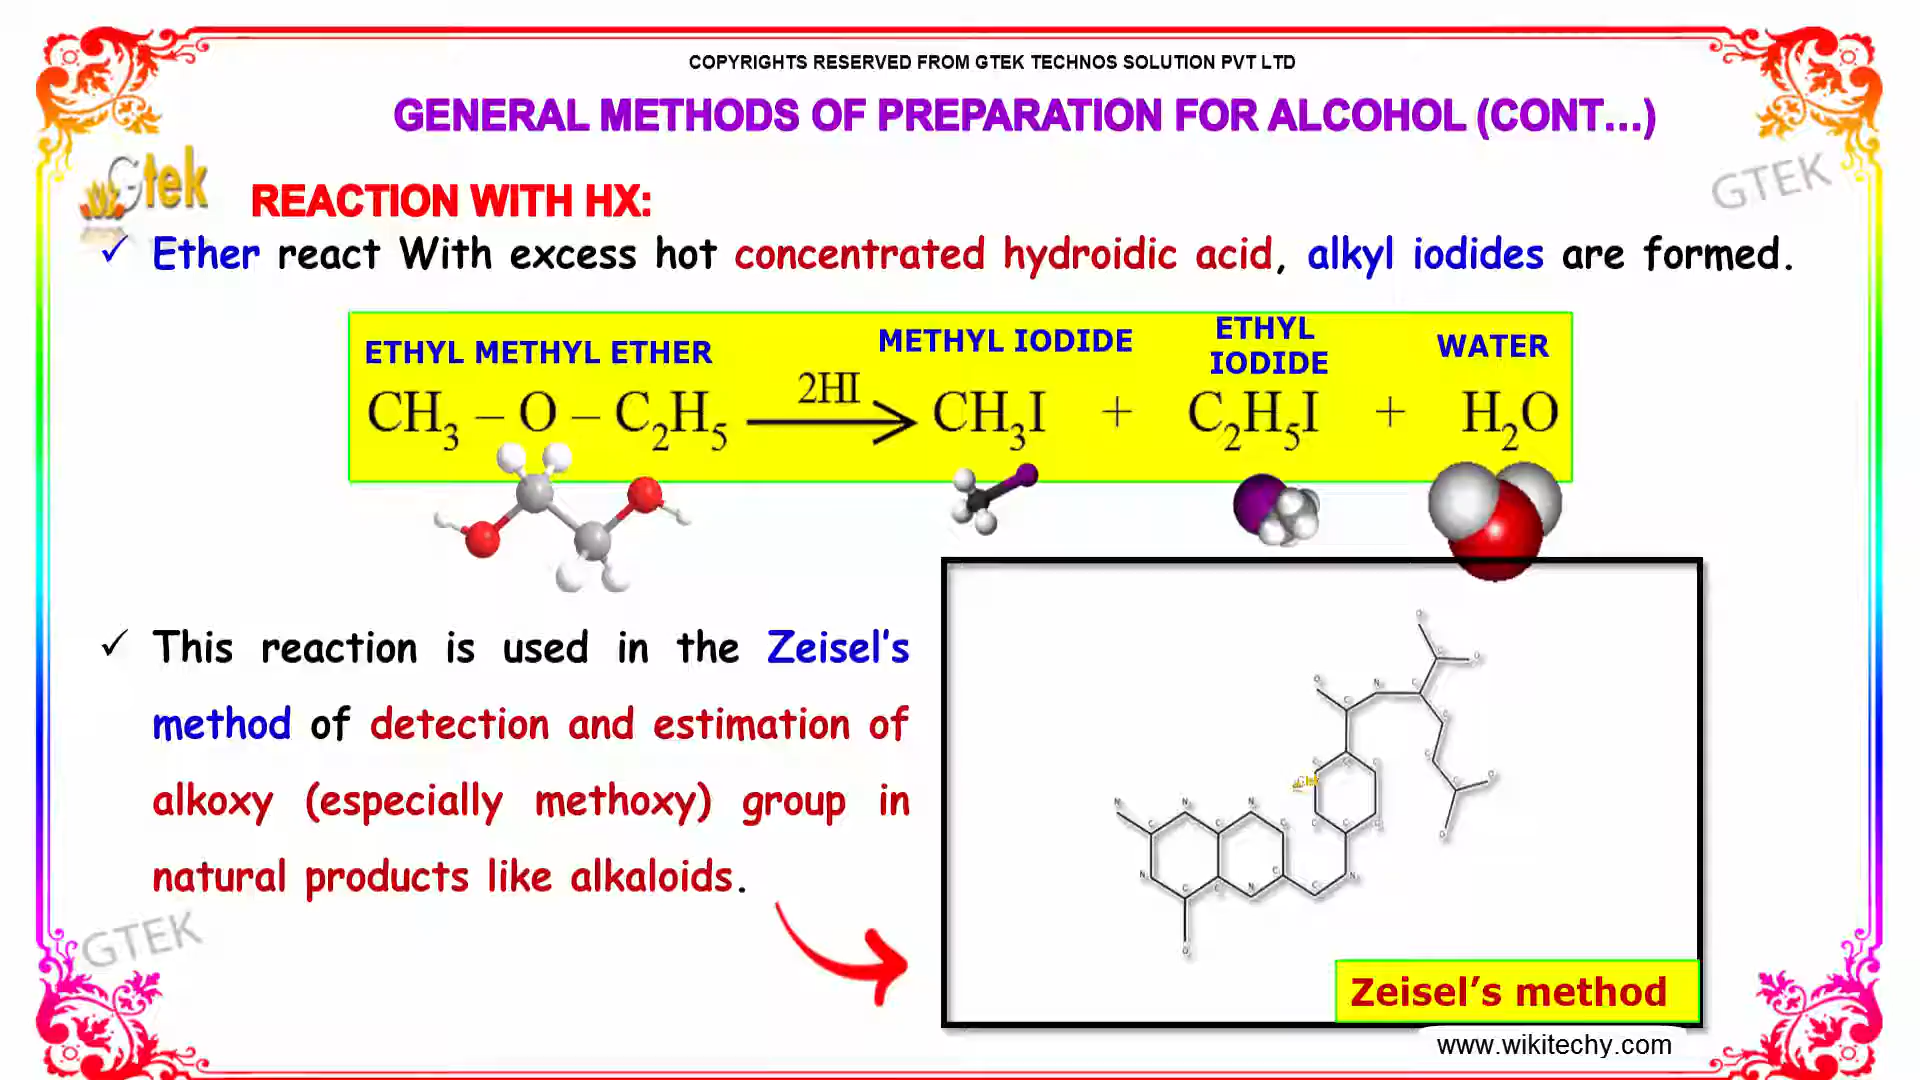 COPYRIGHTS RESERVED FROM GTEK TECHNOS SOLUTION PVT LTD
GENERAL METHODS OF PREPARATION FOR ALCOHOL (CONT...)
Gtek
GTEK
REACTION WITH HX:
✓ Ether react With excess hot concentrated hydroidic acid, alkyl iodides are formed.
ETHYL METHYL ETHER METHYL IODIDE ETHYL IODIDE WATER
CH₃ – O – C₂H₅ 2HI CH₃I + C₂H₅I + H₂O
✓ This reaction is used in the Zeisel's
method of detection and estimation of
alkoxy (especially methoxy) group in
natural products like alkaloids.
GTEK
Zeisel's method
www.wikitechy.com